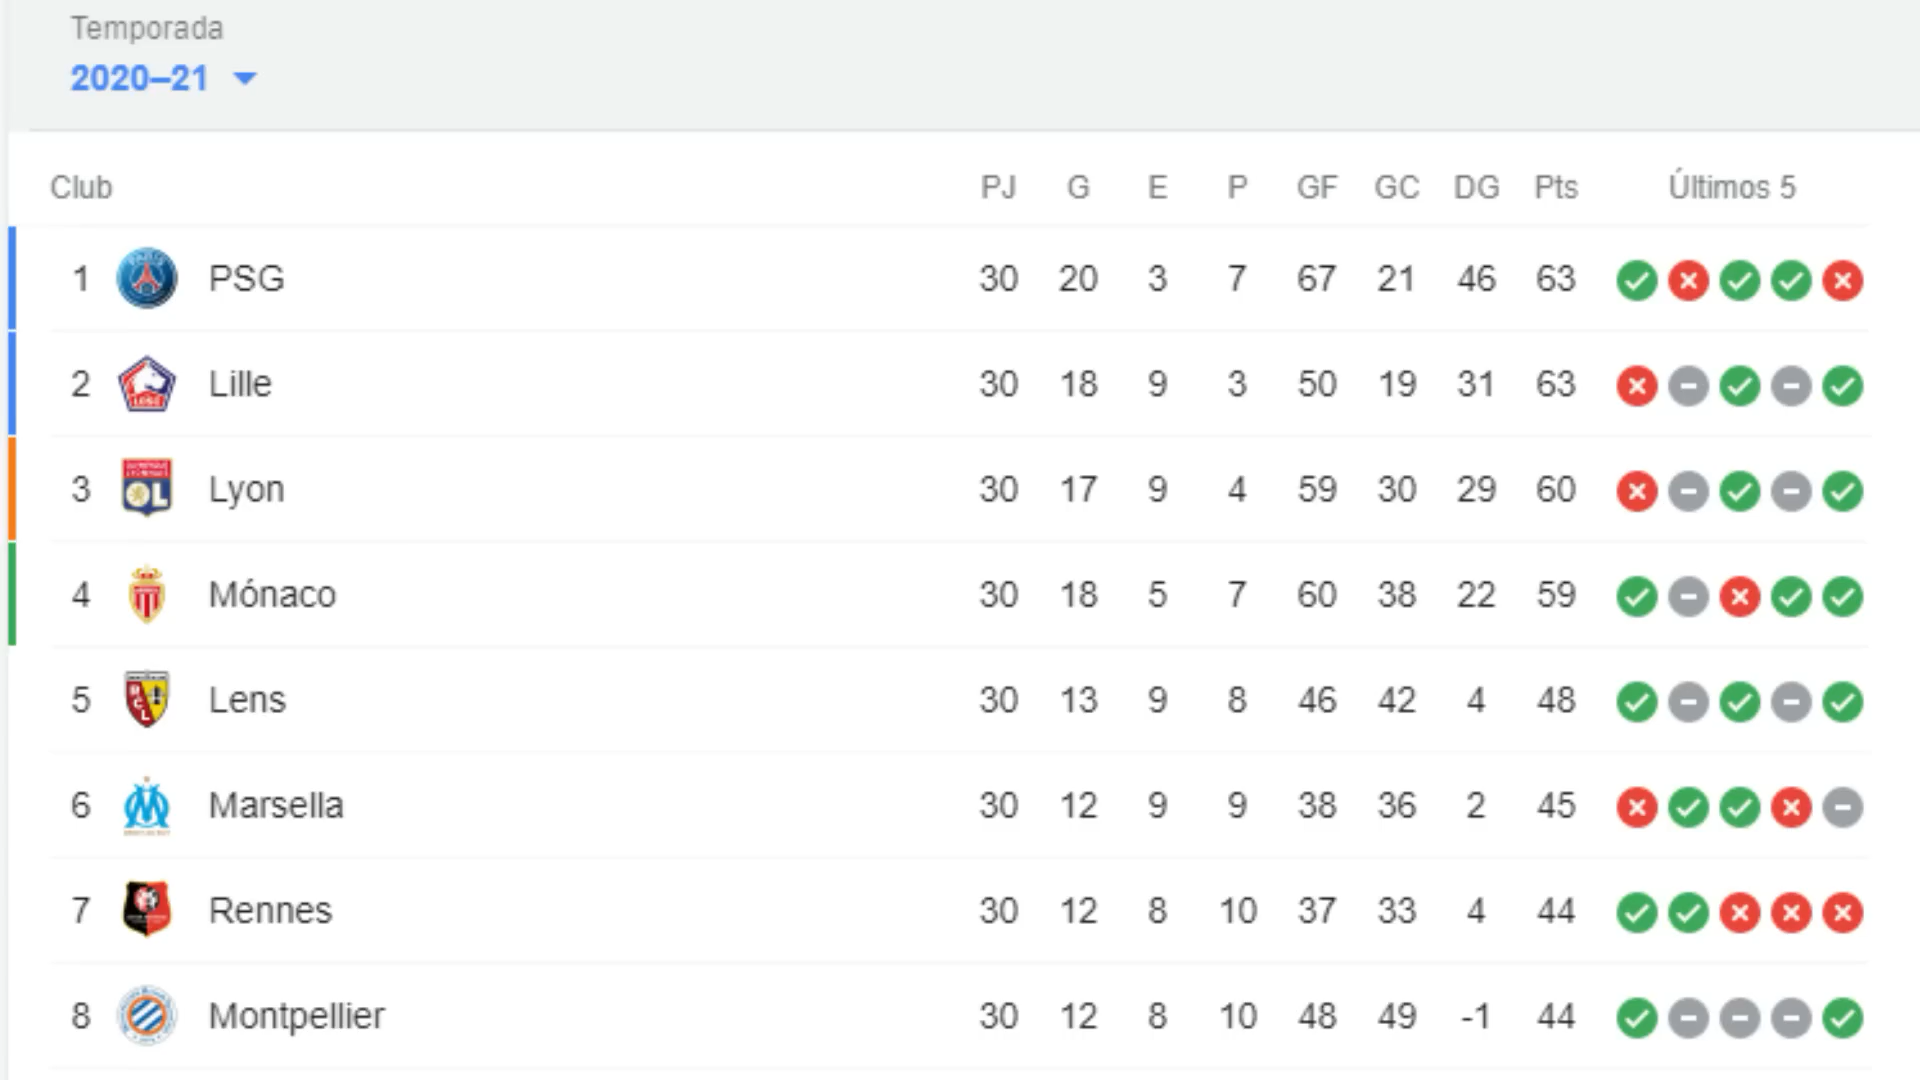 Temporada
2020–21
Club PJ G E P GF GC DG Pts Últimos 5
1 PSG 30 20 3 7 67 21 46 63
2 Lille 30 18 9 3 50 19 31 63
3 Lyon 30 17 9 4 59 30 29 60
4 Mónaco 30 18 5 7 60 38 22 59
5 Lens 30 13 9 8 46 42 4 48
6 Marsella 30 12 9 9 38 36 2 45
7 Rennes 30 12 8 10 37 33 4 44
8 Montpellier 30 12 8 10 48 49 -1 44